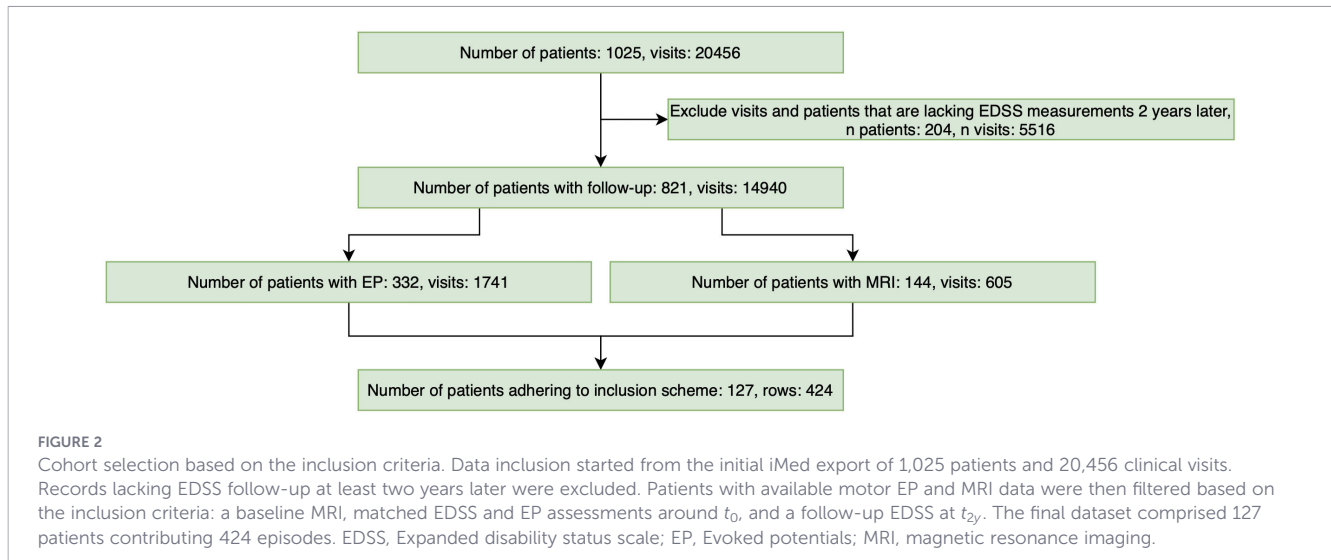 Number of patients: 1025, visits: 20456
Exclude visits and patients that are lacking EDSS measurements 2 years later,
n patients: 204, n visits: 5516
Number of patients with follow-up: 821, visits: 14940
Number of patients with EP: 332, visits: 1741
Number of patients with MRI: 144, visits: 605
Number of patients adhering to inclusion scheme: 127, rows: 424
FIGURE 2
Cohort selection based on the inclusion criteria. Data inclusion started from the initial iMed export of 1,025 patients and 20,456 clinical visits.
Records lacking EDSS follow-up at least two years later were excluded. Patients with available motor EP and MRI data were then filtered based on
the inclusion criteria: a baseline MRI, matched EDSS and EP assessments around t0, and a follow-up EDSS at t2y. The final dataset comprised 127
patients contributing 424 episodes. EDSS, Expanded disability status scale; EP, Evoked potentials; MRI, magnetic resonance imaging.